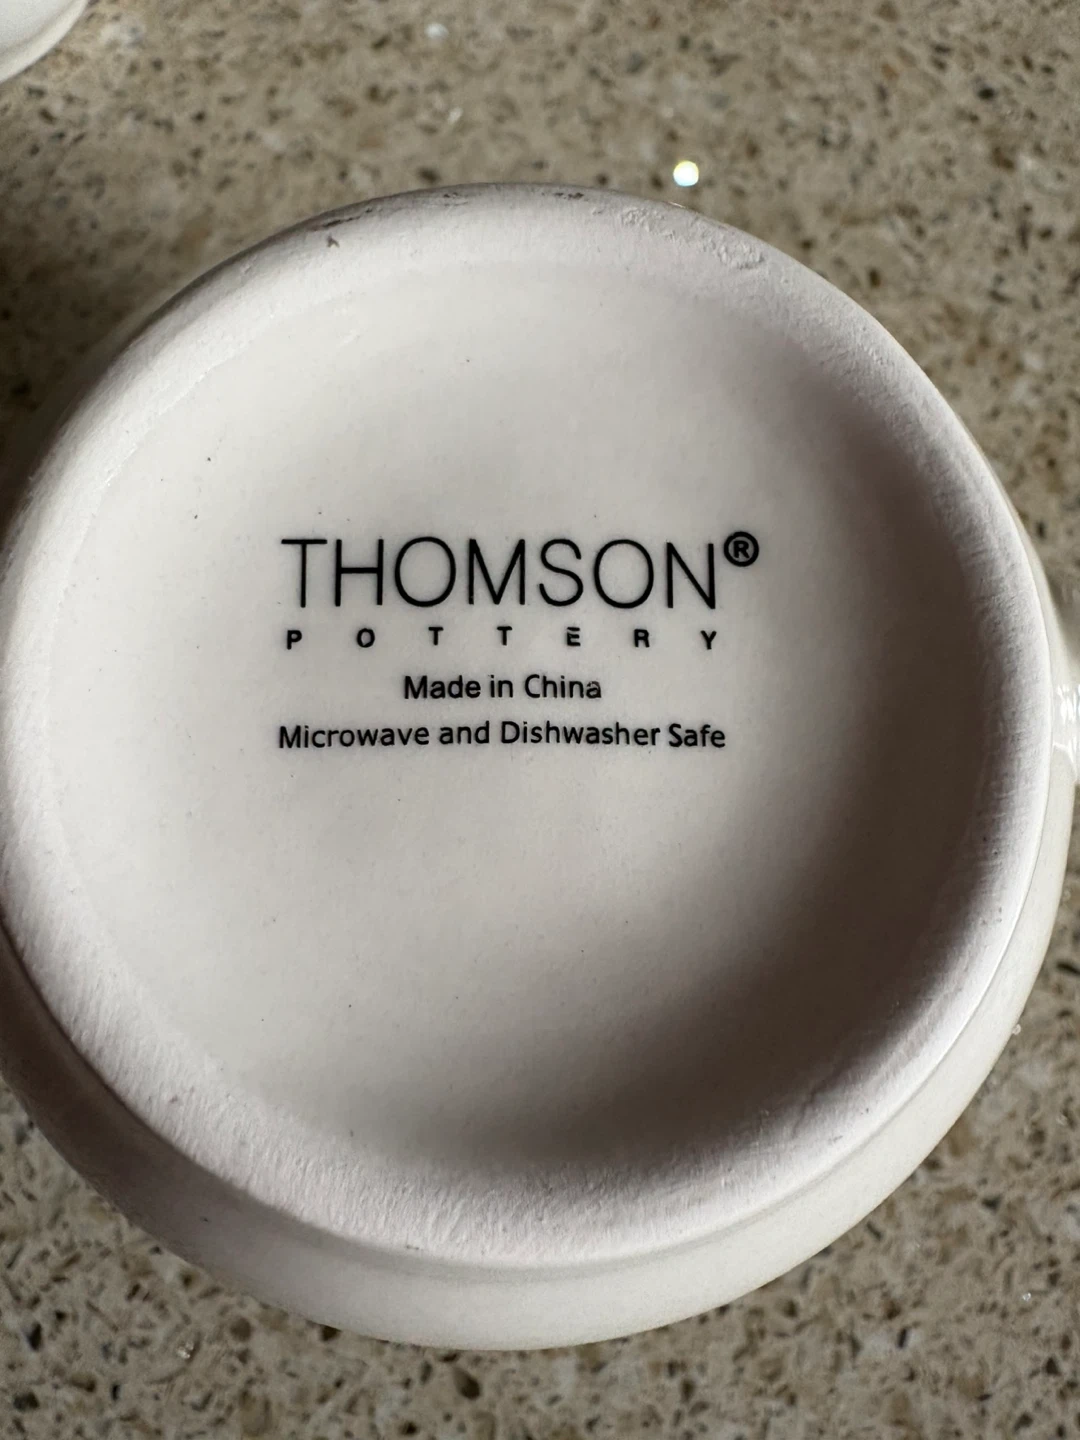 THOMSON®
POTTERY
Made in China
Microwave and Dishwasher Safe